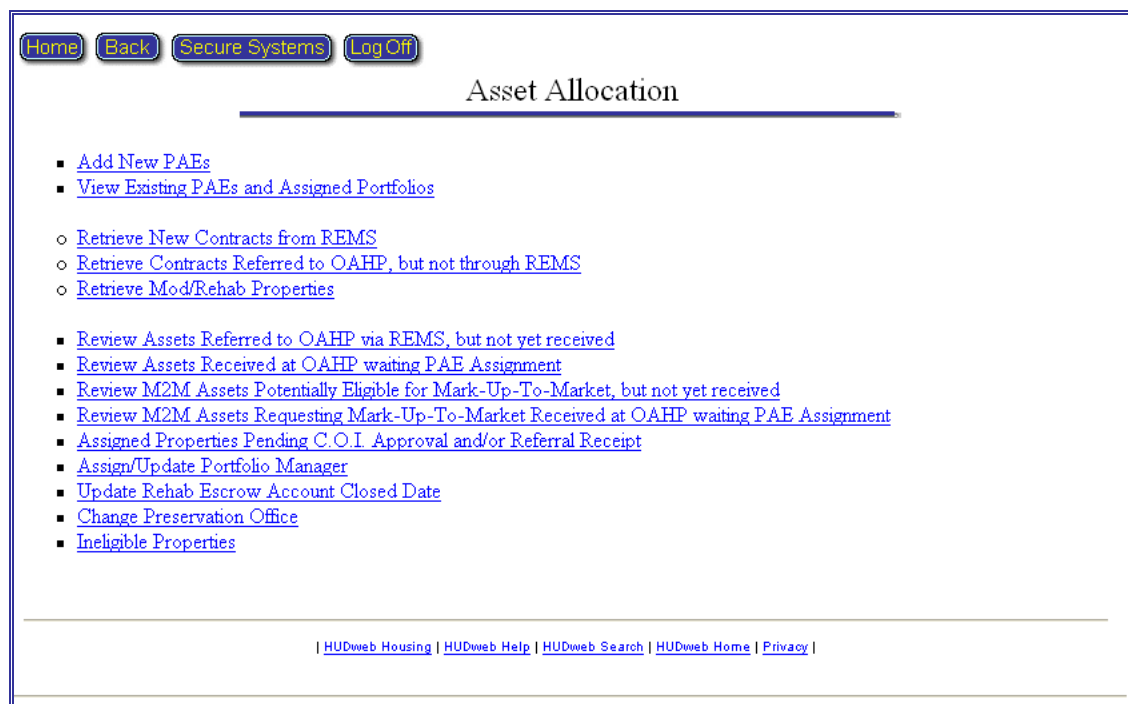 Home Back Secure Systems Log Off
Asset Allocation
Add New PAEs
View Existing PAEs and Assigned Portfolios
Retrieve New Contracts from REMS
Retrieve Contracts Referred to OAHP, but not through REMS
Retrieve Mod/Rehab Properties
Review Assets Referred to OAHP via REMS, but not yet received
Review Assets Received at OAHP waiting PAE Assignment
Review M2M Assets Potentially Eligible for Mark-Up-To-Market, but not yet received
Review M2M Assets Requesting Mark-Up-To-Market Received at OAHP waiting PAE Assignment
Assigned Properties Pending C.O.I. Approval and/or Referral Receipt
Assign/Update Portfolio Manager
Update Rehab Escrow Account Closed Date
Change Preservation Office
Ineligible Properties
| HUDweb Housing | HUDweb Help | HUDweb Search | HUDweb Home | Privacy |